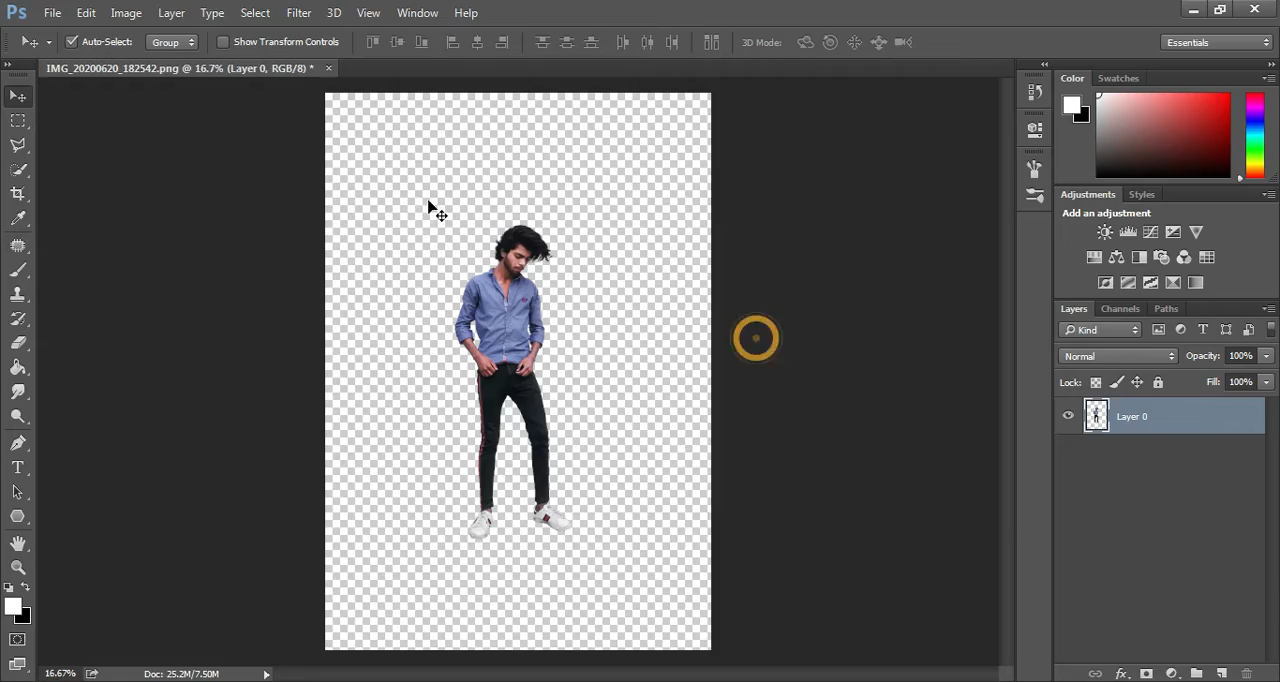 Ps File Edit Image Layer Type Select Filter 3D View Window Help
Auto-Select: Group Show Transform Controls 3D Mode: Essentials
IMG_20200620_182542.png @ 16.7% (Layer 0, RGB/8) * ×
Color Swatches
Adjustments Styles
Add an adjustment
Layers Channels Paths
Kind
Normal Opacity: 100%
Lock: Fill: 100%
Layer 0
16.67% Doc: 25.2M/7.50M